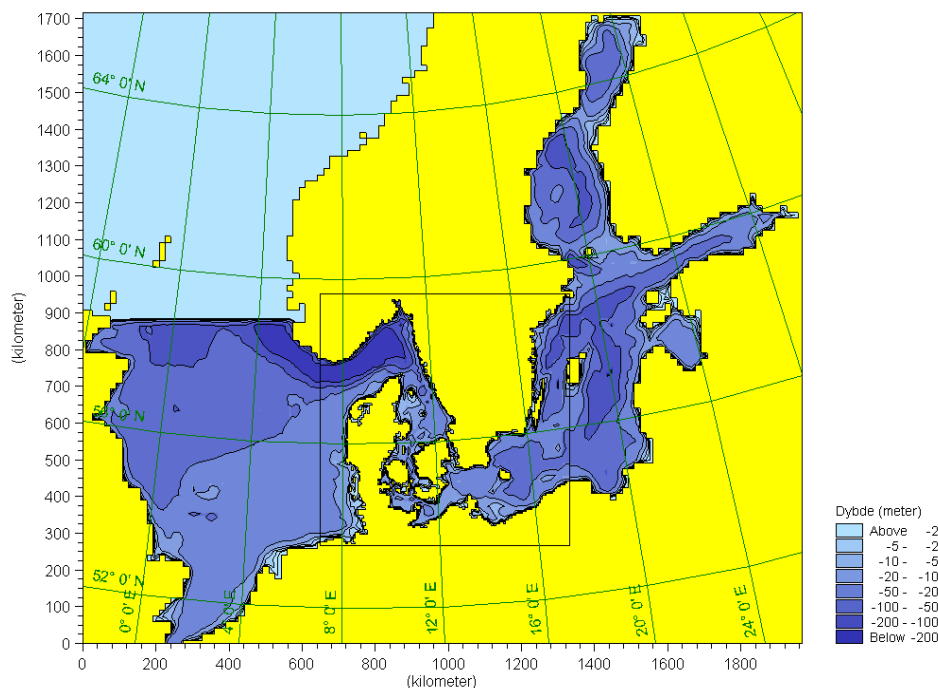 1700
1600
1500
1400
1300
1200
1100
1000
900
800
700
600
500
400
300
200
100
0
(kilometer)
64° 0' N
60° 0' N
0' N
52° 0' N
0° 0' E
0' E
8° 0' E
12° 0' E
16° 0' E
20° 0' E
24° 0' E
0 200 400 600 800 1000 1200 1400 1600 1800
(kilometer)
Dybde (meter)
Above -2
-5 - -2
-10 - -5
-20 - -10
-50 - -20
-100 - -50
-200 - -100
Below -200